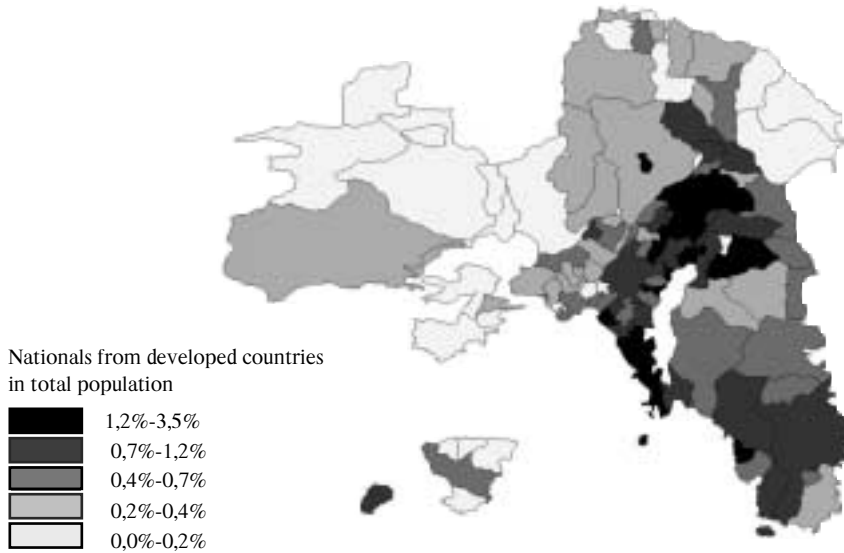 Nationals from developed countries
in total population
1,2%-3,5%
0,7%-1,2%
0,4%-0,7%
0,2%-0,4%
0,0%-0,2%